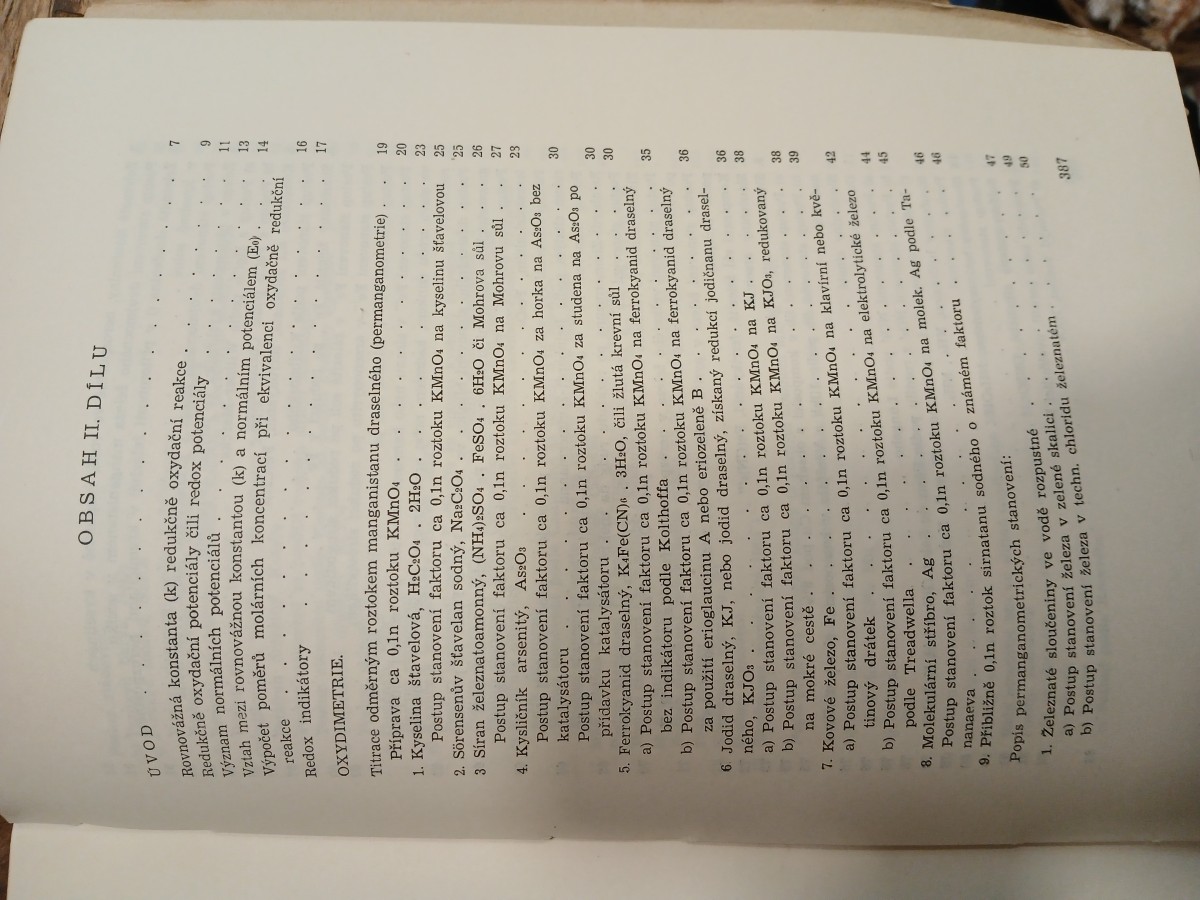 OBSAH II. DÍLU
ÚVOD . . . . . . . . . . . . . . 7
Rovnovážná konstanta (k) redukčně oxydační reakce . . . . . 9
Redukčně oxydační potenciály čili redox potenciály . . . . . 11
Význam normálních potenciálů . . . . . . . . . . 13
Vztah mezi rovnovážnou konstantou (k) a normálním potenciálem (E₀) . 14
Výpočet poměrů molárních koncentrací při ekvivalenci oxydačně redukční
reakce . . . . . . . . . . . . . . 16
Redox indikátory . . . . . . . . . . . . 17
OXYDIMETRIE.
Titrace odměrným roztokem manganistanu draselného (permanganometrie) . . 19
Příprava ca 0,1n roztoku KMnO₄ . . . . . . . . . 20
1. Kyselina šťavelová, H₂C₂O₄ . 2H₂O . . . . . . . . 23
Postup stanovení faktoru ca 0,1n roztoku KMnO₄ na kyselinu šťavelovou 25
2. Sörensenův šťavelan sodný, Na₂C₂O₄ . . . . . . . . 25
3 Síran železnatoamonný, (NH₄)₂SO₄ . FeSO₄ . 6H₂O či Mohrova sůl . . 26
Postup stanovení faktoru ca 0,1n roztoku KMnO₄ na Mohrovu sůl . 27
4. Kysličník arsenitý, As₂O₃ . . . . . . . . . . 23
Postup stanovení faktoru ca 0,1n roztoku KMnO₄ za horka na As₂O₃ bez
katalysátoru . . . . . . . . . . . . 30
Postup stanovení faktoru ca 0,1n roztoku KMnO₄ za studena na As₂O₃ po
přídavku katalysátoru . . . . . . . . . . 30
5. Ferrokyanid draselný, K₄Fe(CN)₆ . 3H₂O, čili žlutá krevní sůl . . . 30
a) Postup stanovení faktoru ca 0,1n roztoku KMnO₄ na ferrokyanid draselný
bez indikátoru podle Kolthoffa . . . . . . . . 35
b) Postup stanovení faktoru ca 0,1n roztoku KMnO₄ na ferrokyanid draselný
za použití erioglaucinu A nebo eriozeleně B . . . . . . 36
6 Jodid draselný, KJ, nebo jodid draselný, získaný redukcí jodičnanu drasel-
ného, KJO₃ . . . . . . . . . . . . 36
a) Postup stanovení faktoru ca 0,1n roztoku KMnO₄ na KJ . . . . 38
b) Postup stanovení faktoru ca 0,1n roztoku KMnO₄ na KJO₃, redukovaný
na mokré cestě . . . . . . . . . . . 38
7. Kovové železo, Fe . . . . . . . . . . . . 39
a) Postup stanovení faktoru ca 0,1n roztoku KMnO₄ na klavírní nebo kvě-
tinový drátek . . . . . . . . . . . 42
b) Postup stanovení faktoru ca 0,1n roztoku KMnO₄ na elektrolytické železo
podle Treadwella . . . . . . . . . . . 44
8. Molekulární stříbro, Ag . . . . . . . . . . 45
Postup stanovení faktoru ca 0,1n roztoku KMnO₄ na molek. Ag podle Ta-
nanaeva . . . . . . . . . . . . . 46
9. Přibližně 0,1n roztok sirnatanu sodného o známém faktoru . . . . 46
Popis permanganometrických stanovení:
1. Železnaté sloučeniny ve vodě rozpustné . . . . . . . 47
a) Postup stanovení železa v zelené skalici . . . . . . . 49
b) Postup stanovení železa v techn. chloridu železnatém . . . . . 50
387